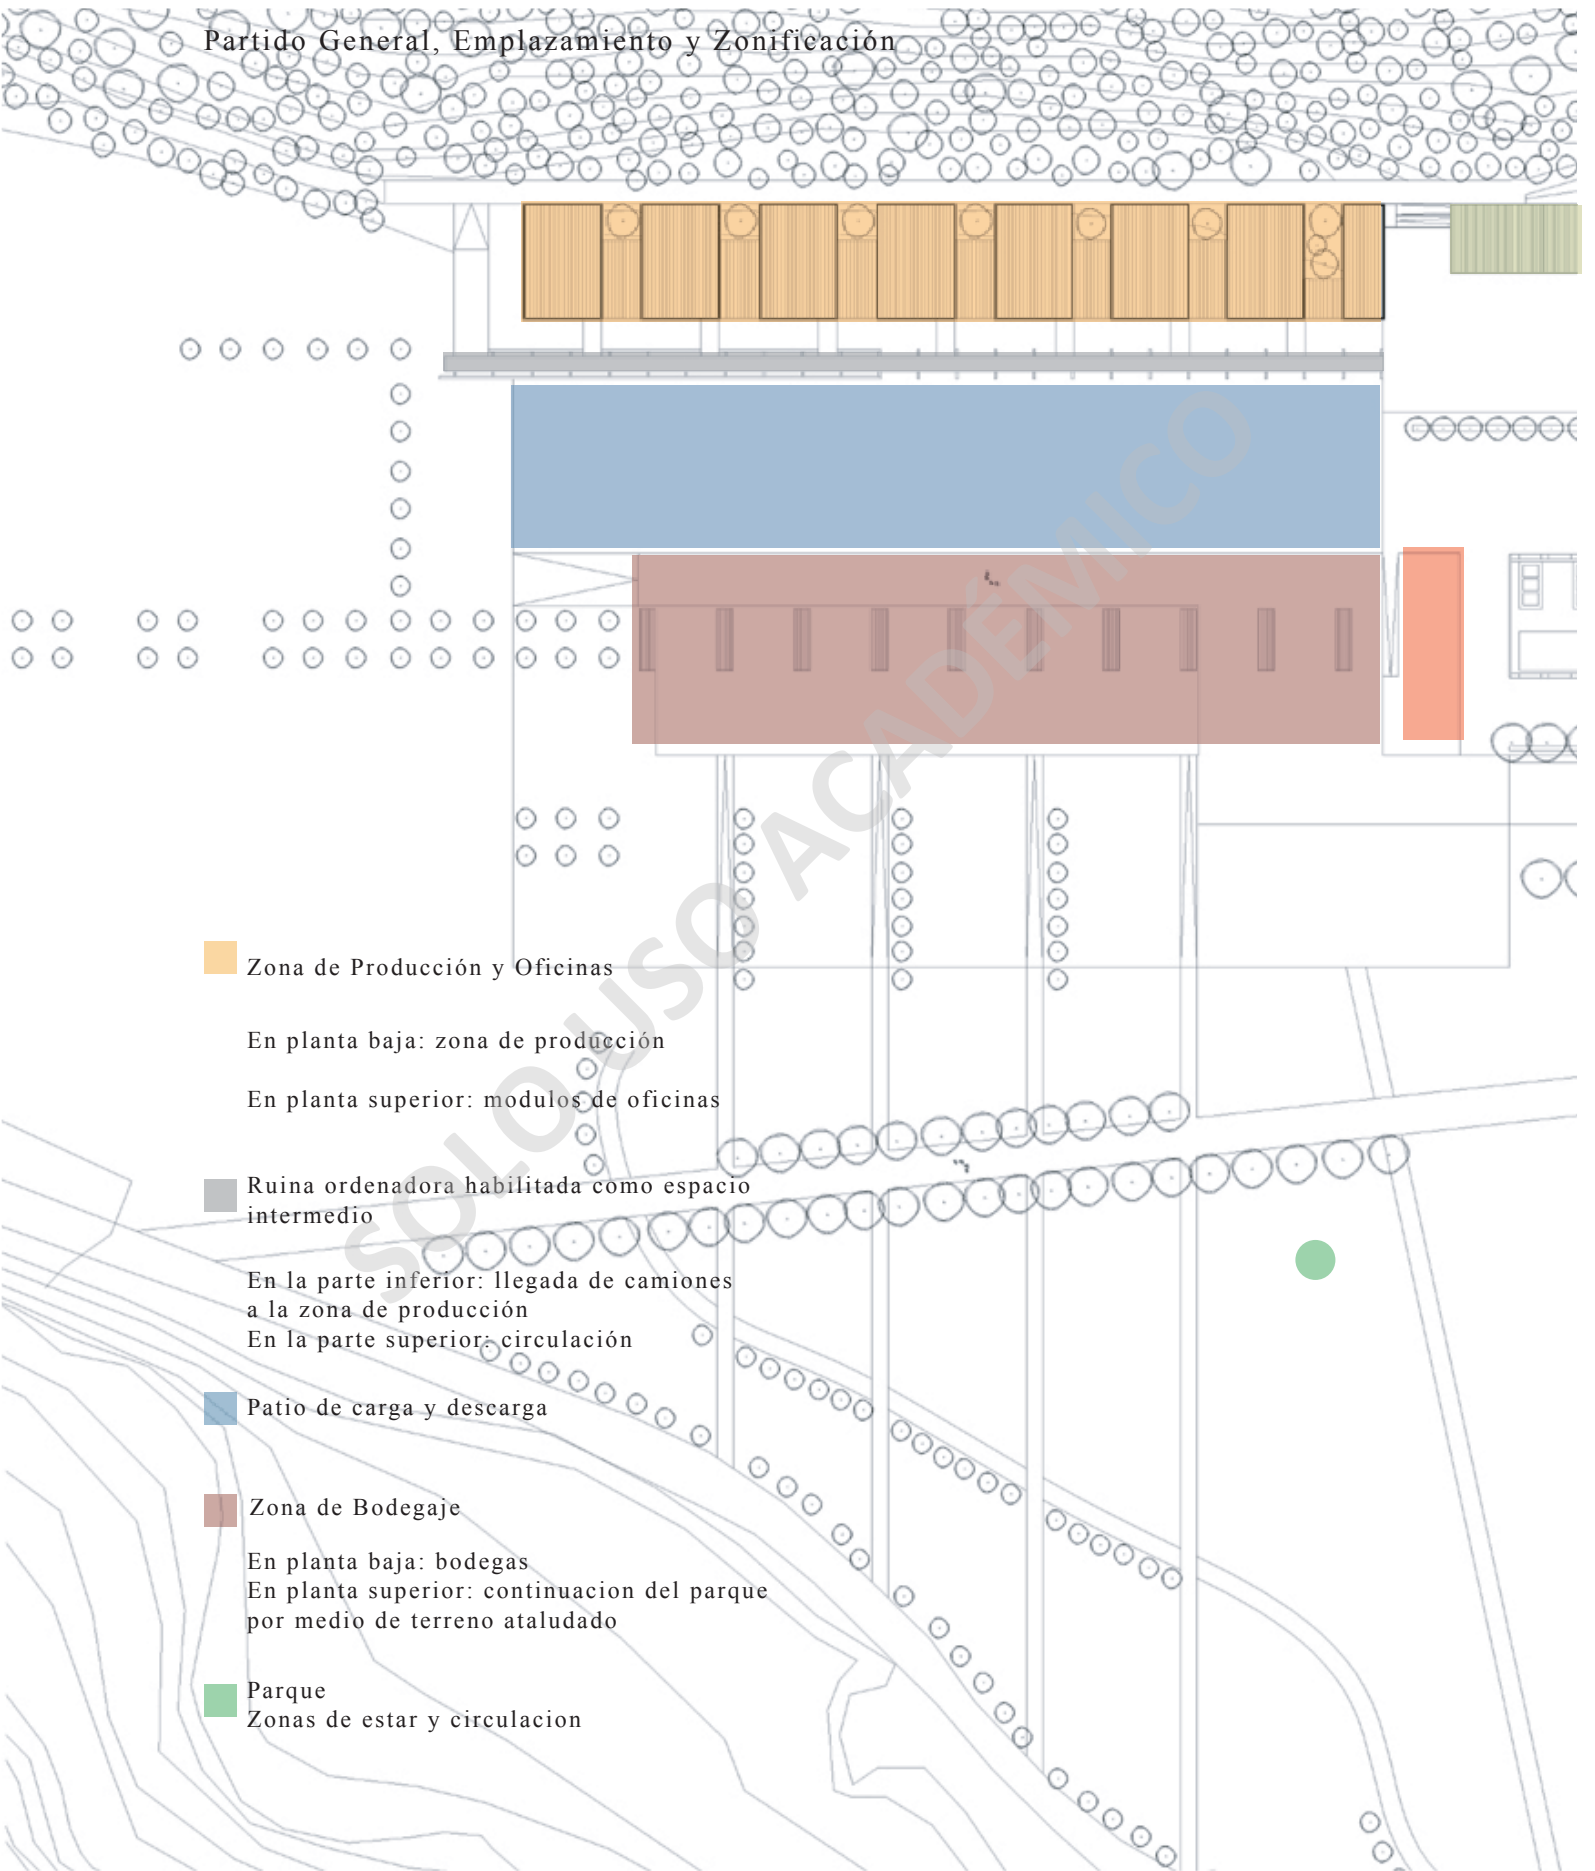 Partido General, Emplazamiento y Zonificación
Zona de Producción y Oficinas
En planta baja: zona de producción
En planta superior: modulos de oficinas
Ruina ordenadora habilitada como espacio
intermedio
En la parte inferior: llegada de camiones
a la zona de producción
En la parte superior: circulación
Patio de carga y descarga
Zona de Bodegaje
En planta baja: bodegas
En planta superior: continuacion del parque
por medio de terreno ataludado
Parque
Zonas de estar y circulacion
SOLO USO ACADÉMICO